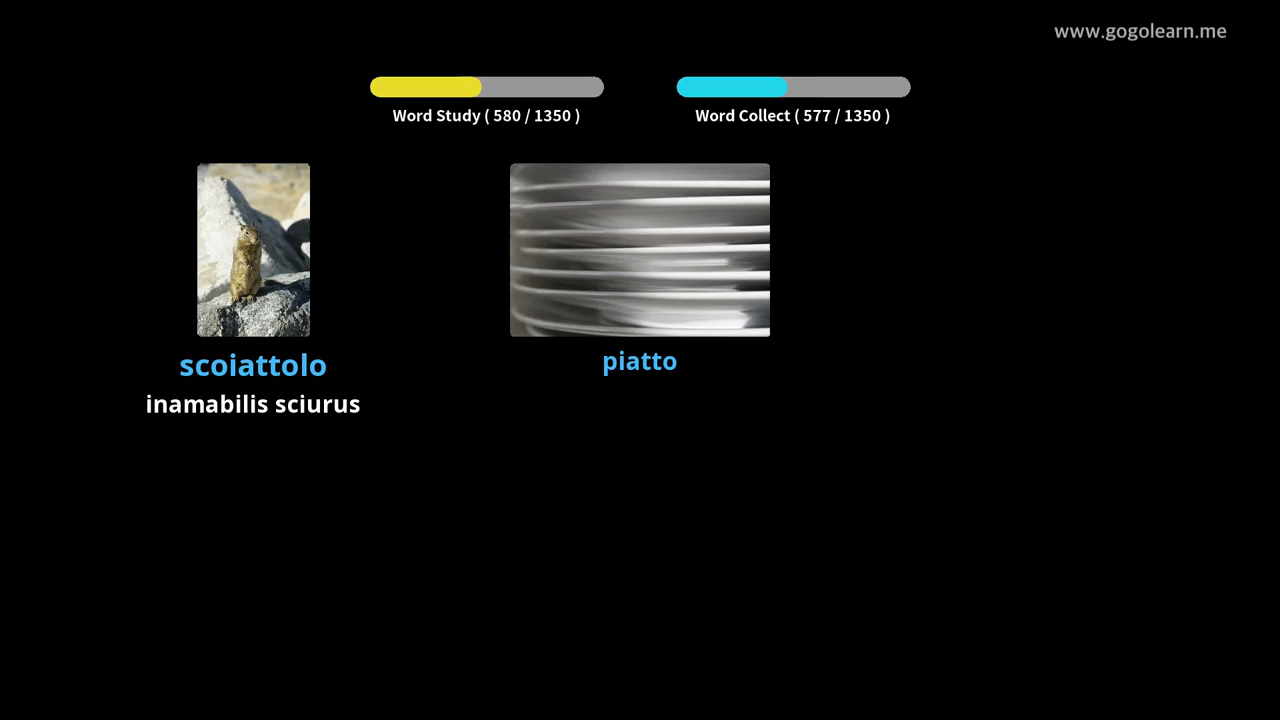 www.gogolearn.me
Word Study ( 580 / 1350 )
Word Collect ( 577 / 1350 )
scoiattolo
piatto
inamabilis sciurus